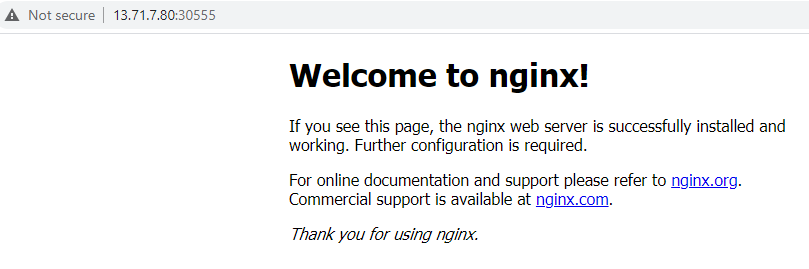 Not secure | 13.71.7.80:30555
Welcome to nginx!
If you see this page, the nginx web server is successfully installed and
working. Further configuration is required.
For online documentation and support please refer to nginx.org.
Commercial support is available at nginx.com.
Thank you for using nginx.